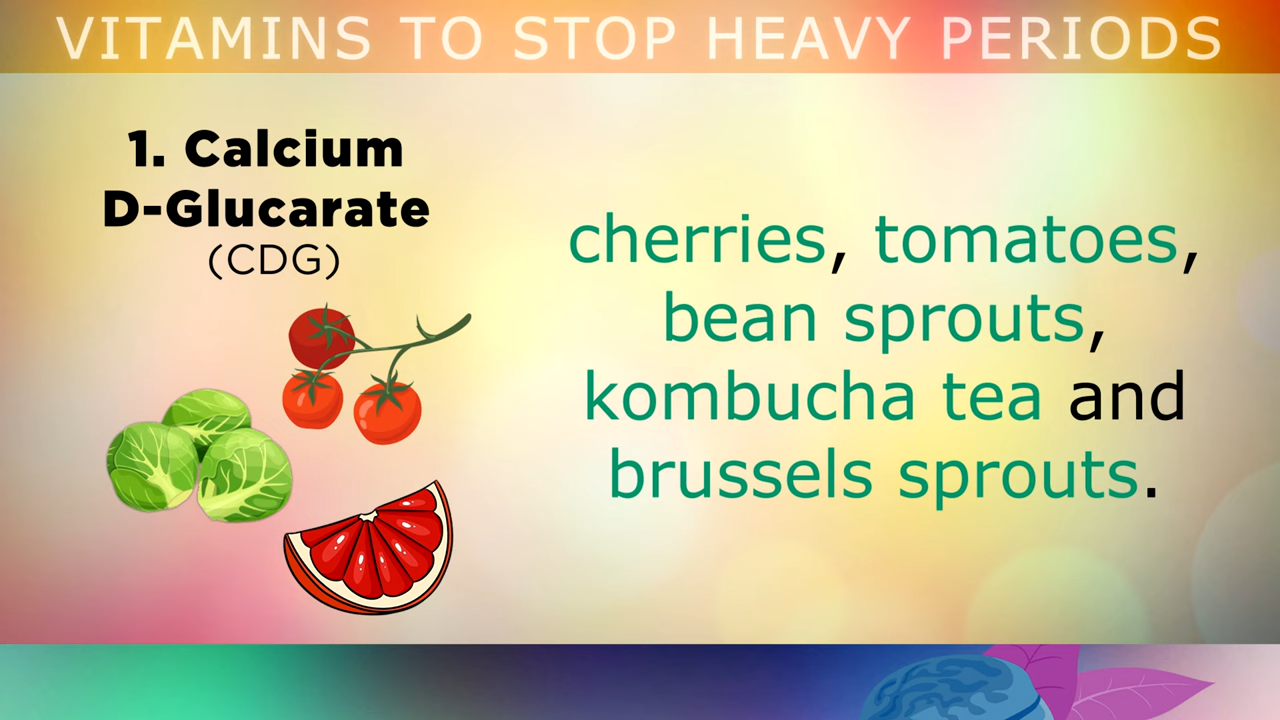 VITAMINS TO STOP HEAVY PERIODS
1. Calcium
D-Glucarate
(CDG)
cherries, tomatoes,
bean sprouts,
kombucha tea and
brussels sprouts.